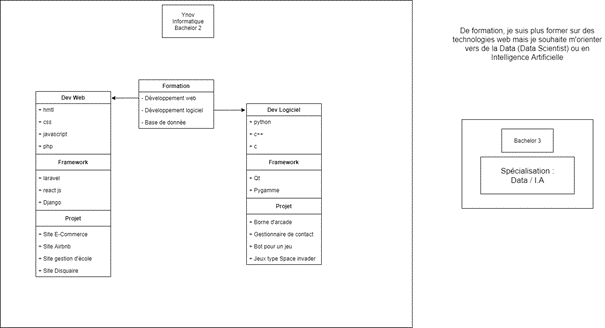 Ynov
Informatique
Bachelor 2
De formation, je suis plus former sur des
technologies web mais je souhaite m'orienter
vers de la Data (Data Scientist) ou en
Intelligence Artificielle
Formation
- Développement web
- Développement logiciel
- Base de donnée
Dev Web
+ hmtl
+ css
+ javascript
+ php
Framework
+ laravel
+ react js
+ Django
Projet
+ Site E-Commerce
+ Site Airbnb
+ Site gestion d'école
+ Site Disquaire
Dev Logiciel
+ python
+ c++
+ c
Framework
+ Qt
+ Pygamme
Projet
+ Borne d'arcade
+ Gestionnaire de contact
+ Bot pour un jeu
+ Jeux type Space invader
Bachelor 3
Spécialisation :
Data / I.A